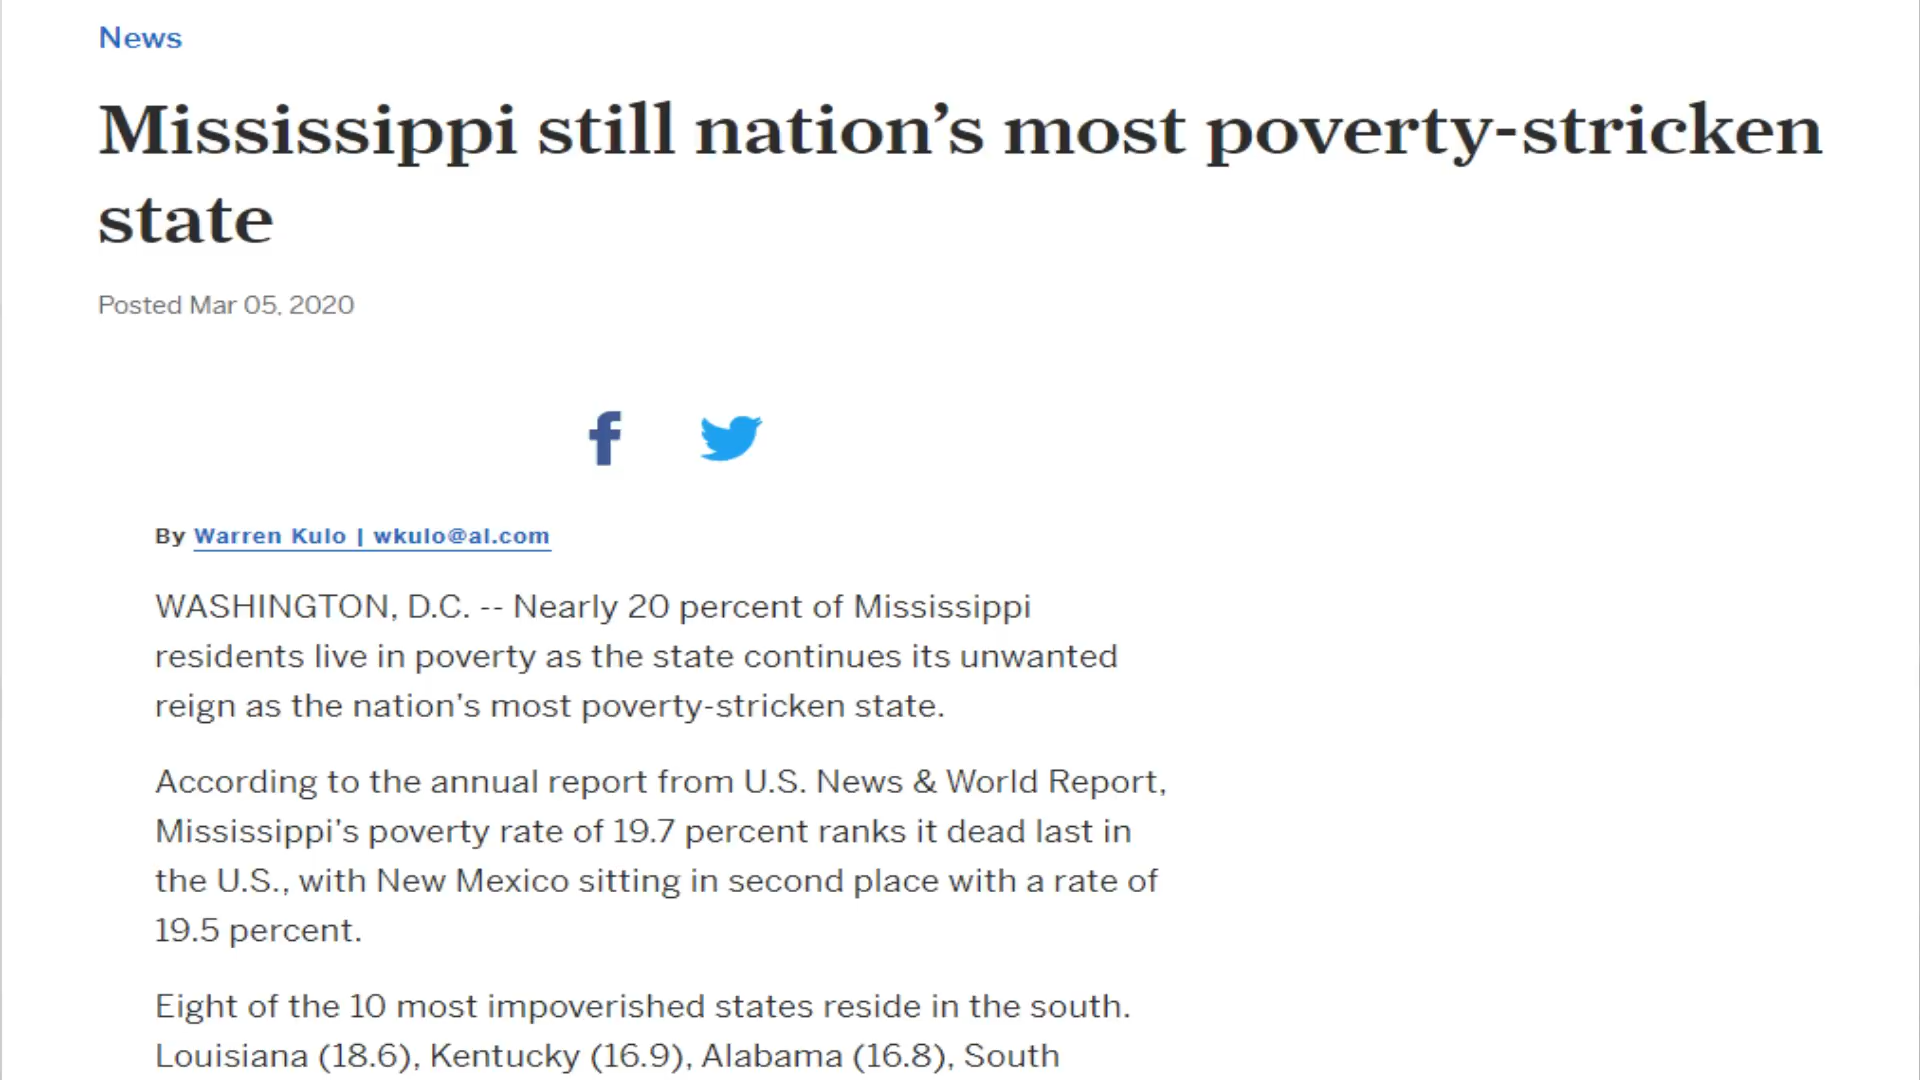 News
Mississippi still nation’s most poverty-stricken
state
Posted Mar 05, 2020
By Warren Kulo | wkulo@al.com
WASHINGTON, D.C. -- Nearly 20 percent of Mississippi
residents live in poverty as the state continues its unwanted
reign as the nation's most poverty-stricken state.
According to the annual report from U.S. News & World Report,
Mississippi's poverty rate of 19.7 percent ranks it dead last in
the U.S., with New Mexico sitting in second place with a rate of
19.5 percent.
Eight of the 10 most impoverished states reside in the south.
Louisiana (18.6), Kentucky (16.9), Alabama (16.8), South